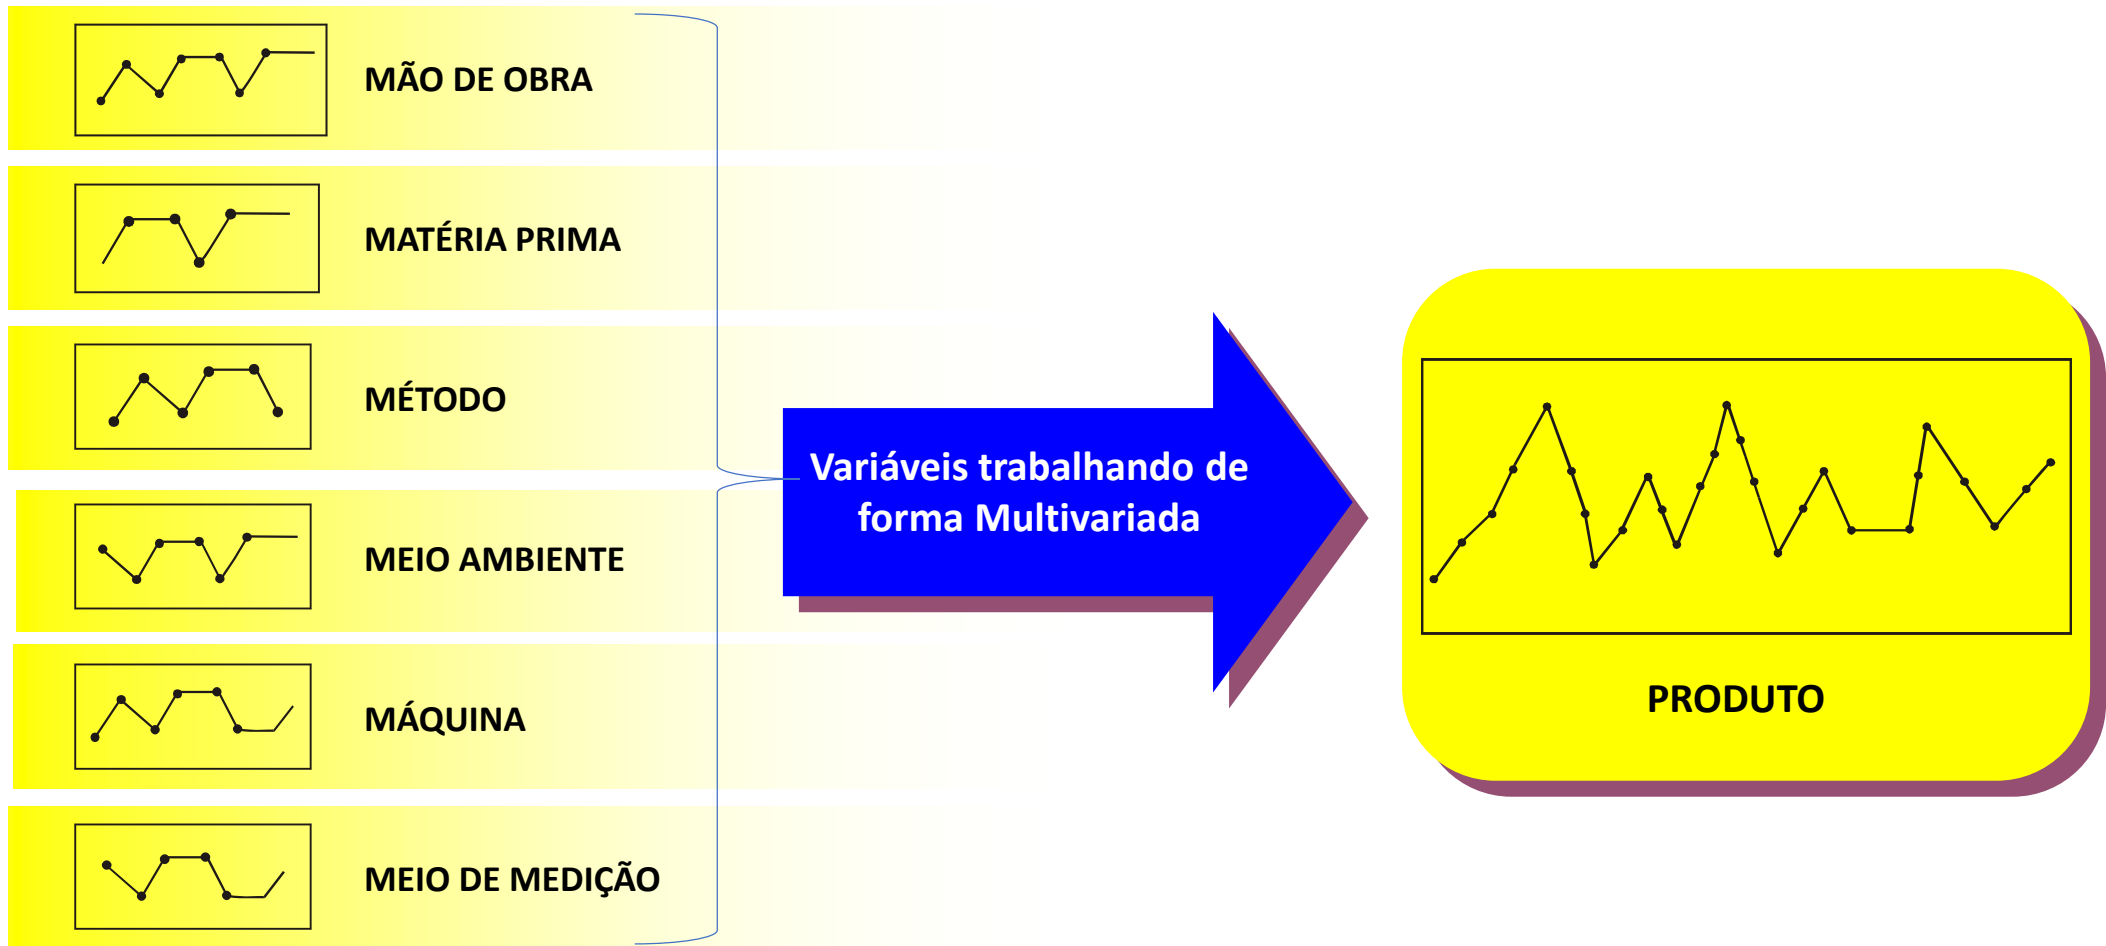 MÃO DE OBRA
MATÉRIA PRIMA
MÉTODO
MEIO AMBIENTE
MÁQUINA
MEIO DE MEDIÇÃO
Variáveis trabalhando de
forma Multivariada
PRODUTO